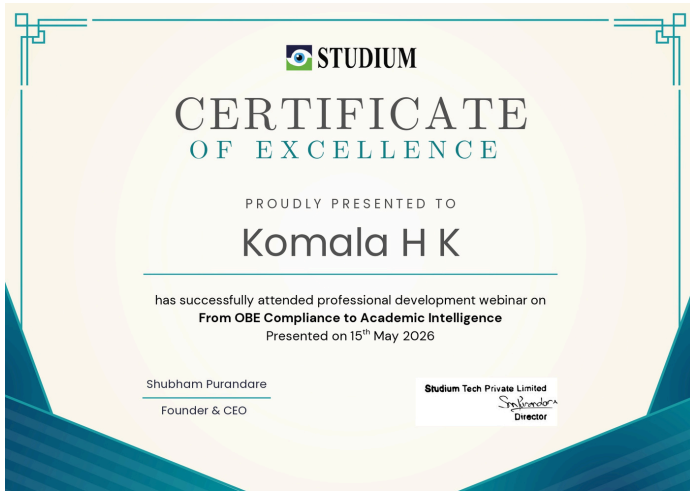 STUDIUM
CERTIFICATE
OF EXCELLENCE
PROUDLY PRESENTED TO
Komala H K
has successfully attended professional development webinar on
From OBE Compliance to Academic Intelligence
Presented on 15th May 2026
Shubham Purandare
Founder & CEO
Studium Tech Private Limited
Director